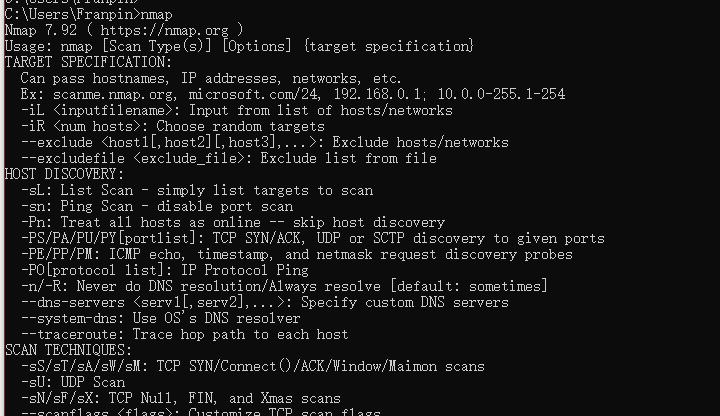 C:\Users\Franpin>
C:\Users\Franpin>nmap
Nmap 7.92 ( https://nmap.org )
Usage: nmap [Scan Type(s)] [Options] {target specification}
TARGET SPECIFICATION:
  Can pass hostnames, IP addresses, networks, etc.
  Ex: scanme.nmap.org, microsoft.com/24, 192.168.0.1; 10.0.0-255.1-254
  -iL <inputfilename>: Input from list of hosts/networks
  -iR <num hosts>: Choose random targets
  --exclude <host1[,host2][,host3],...>: Exclude hosts/networks
  --excludefile <exclude_file>: Exclude list from file
HOST DISCOVERY:
  -sL: List Scan - simply list targets to scan
  -sn: Ping Scan - disable port scan
  -Pn: Treat all hosts as online -- skip host discovery
  -PS/PA/PU/PY[portlist]: TCP SYN/ACK, UDP or SCTP discovery to given ports
  -PE/PP/PM: ICMP echo, timestamp, and netmask request discovery probes
  -PO[protocol list]: IP Protocol Ping
  -n/-R: Never do DNS resolution/Always resolve [default: sometimes]
  --dns-servers <serv1[,serv2],...>: Specify custom DNS servers
  --system-dns: Use OS's DNS resolver
  --traceroute: Trace hop path to each host
SCAN TECHNIQUES:
  -sS/sT/sA/sW/sM: TCP SYN/Connect()/ACK/Window/Maimon scans
  -sU: UDP Scan
  -sN/sF/sX: TCP Null, FIN, and Xmas scans
  --scanflags <flags>: Customize TCP scan flags